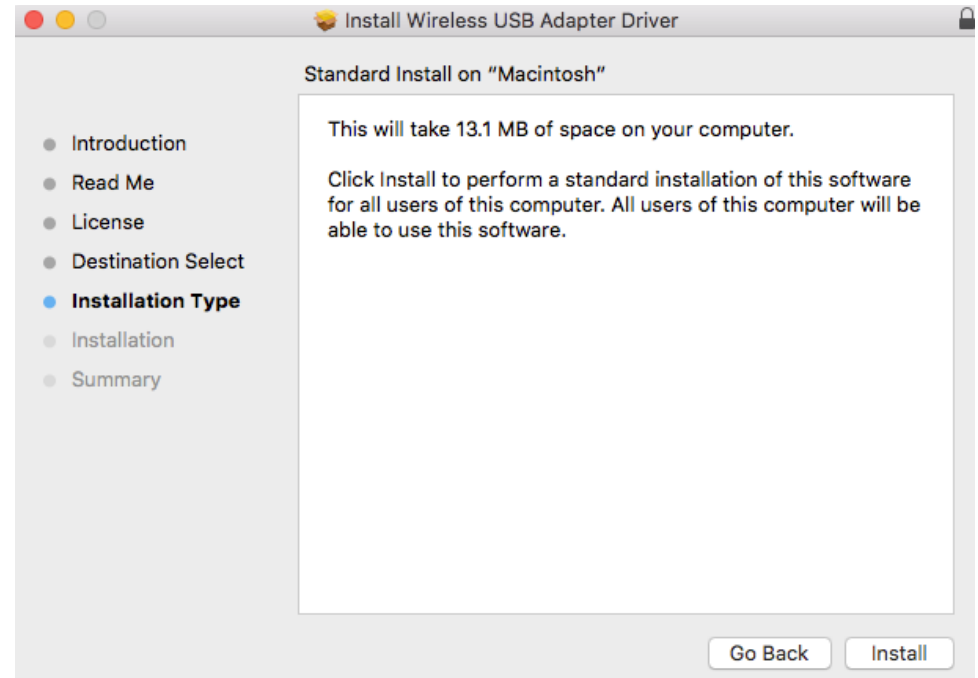 Install Wireless USB Adapter Driver
Standard Install on “Macintosh”
Introduction
Read Me
License
Destination Select
Installation Type
Installation
Summary
This will take 13.1 MB of space on your computer.
Click Install to perform a standard installation of this software
for all users of this computer. All users of this computer will be
able to use this software.
Go Back
Install